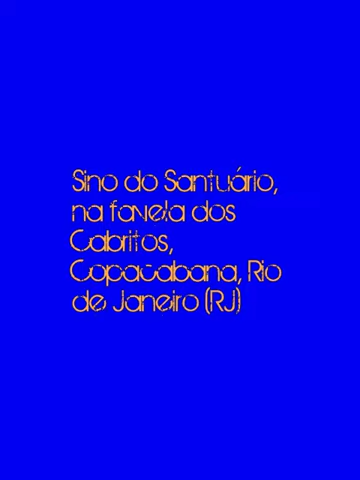 Sino do Santuário,
na favela dos
Cabritos,
Copacabana, Rio
de Janeiro (RJ)